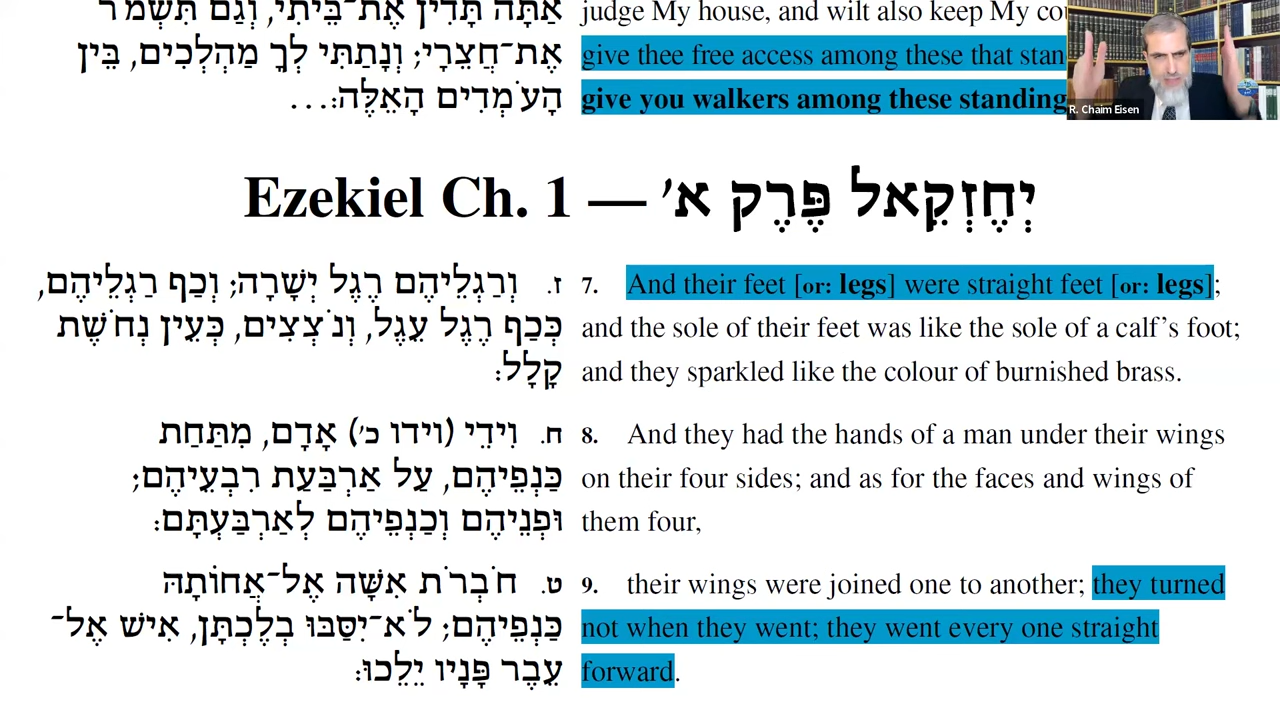 אַתָּה תָּדִין אֶת־בֵּיתִי, וְגַם תִּשְׁמֹר
אֶת־חֲצֵרָי; וְנָתַתִּי לְךָ מַהְלְכִים, בֵּין
הָעֹמְדִים הָאֵלֶּה:...
judge My house, and wilt also keep My
give thee free access among these that stan
give you walkers among these standing
R. Chaim Eisen
Ezekiel Ch. 1 — יְחֶזְקֵאל פֶּרֶק א׳
ז. וְרַגְלֵיהֶם רֶגֶל יְשָׁרָה; וְכַף רַגְלֵיהֶם,
כְּכַף רֶגֶל עֵגֶל, וְנֹצְצִים, כְּעֵין נְחֹשֶׁת
קָלָל:
7. And their feet [or: legs] were straight feet [or: legs];
and the sole of their feet was like the sole of a calf’s foot;
and they sparkled like the colour of burnished brass.
ח. וִידֵי (וידו כ׳) אָדָם, מִתַּחַת
כַּנְפֵיהֶם, עַל אַרְבַּעַת רִבְעֵיהֶם;
וּפְנֵיהֶם וְכַנְפֵיהֶם לְאַרְבַּעְתָּם:
8. And they had the hands of a man under their wings
on their four sides; and as for the faces and wings of
them four,
ט. חֹבְרֹת אִשָּׁה אֶל־אֲחוֹתָהּ
כַּנְפֵיהֶם; לֹא־יִסַּבּוּ בְלֶכְתָּן, אִישׁ אֶל־
עֵבֶר פָּנָיו יֵלֵכוּ:
9. their wings were joined one to another; they turned
not when they went; they went every one straight
forward.